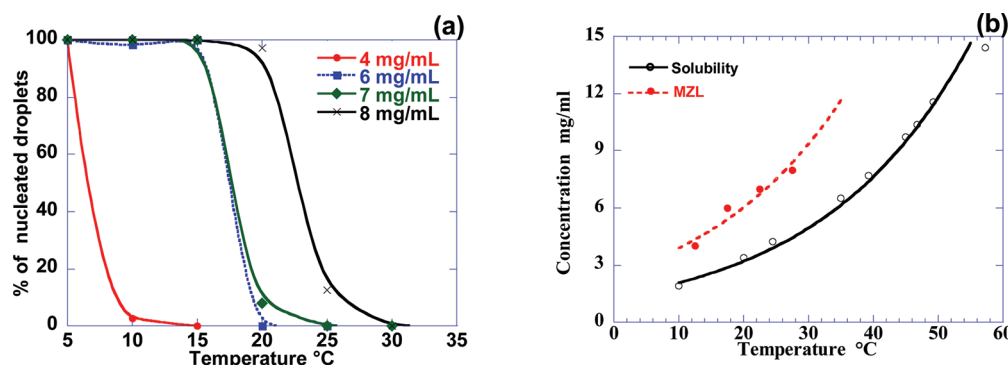 (a)
100
80
60
40
20
0
% of nucleated droplets
4 mg/mL
6 mg/mL
7 mg/mL
8 mg/mL
5 10 15 20 25 30 35
Temperature °C
(b)
15
12
9
6
3
0
Concentration mg/ml
Solubility
MZL
0 10 20 30 40 50 60
Temperature °C